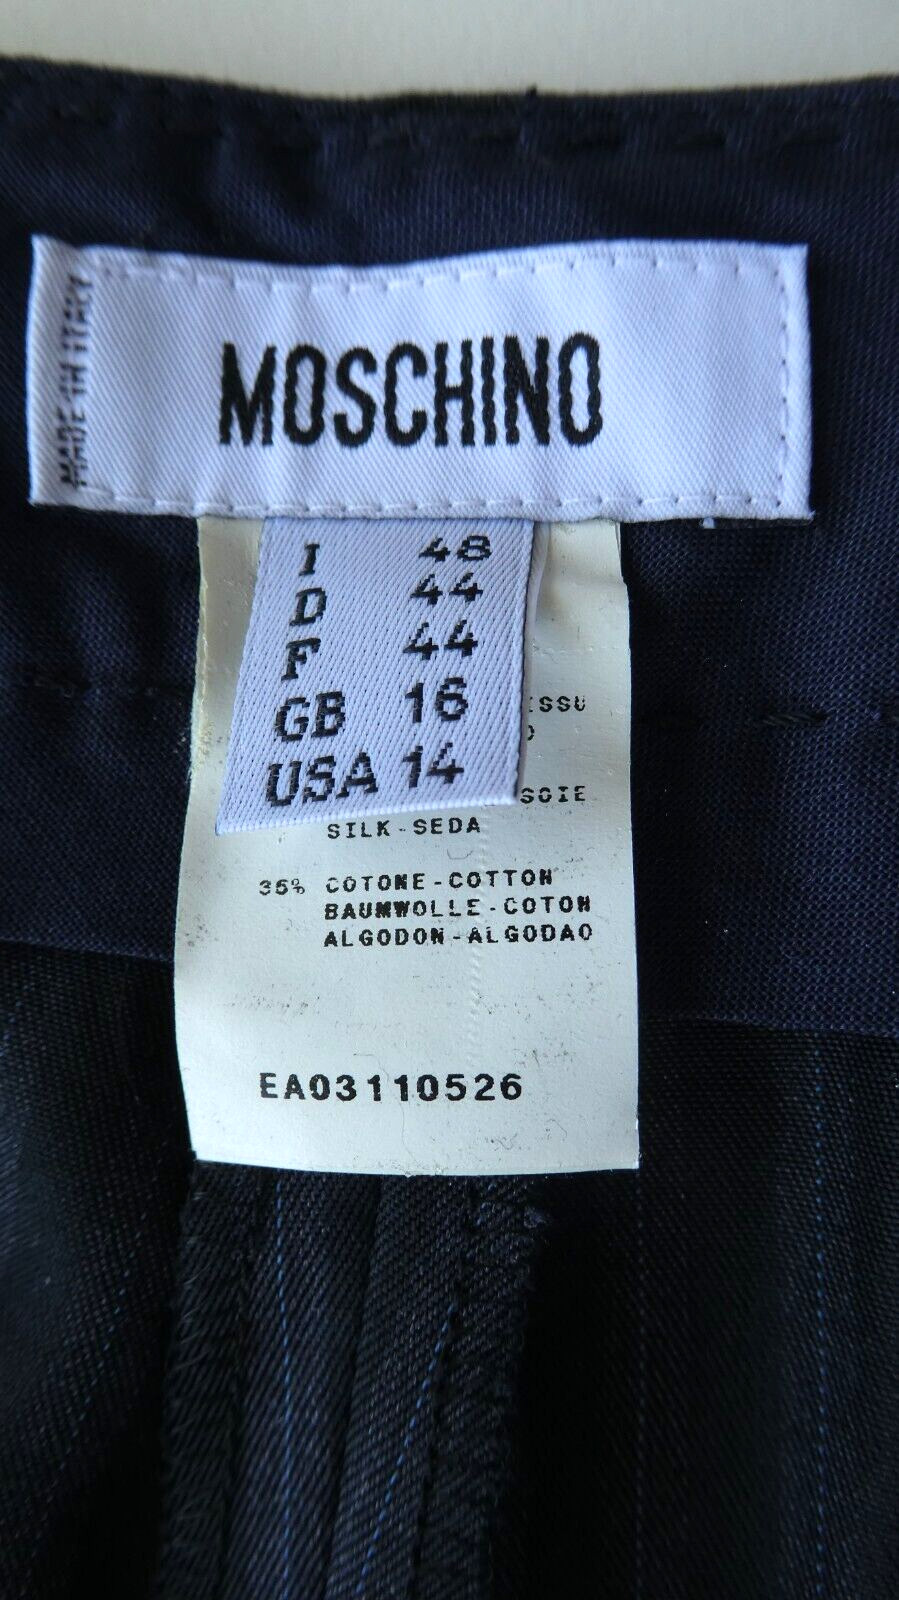 MADE IN ITALY
MOSCHINO
I 48
D 44
F 44
GB 16
USA 14
SOIE
SILK-SEDA
35% COTONE-COTTON
BAUMWOLLE-COTON
ALGODON-ALGODAO
EA03110526